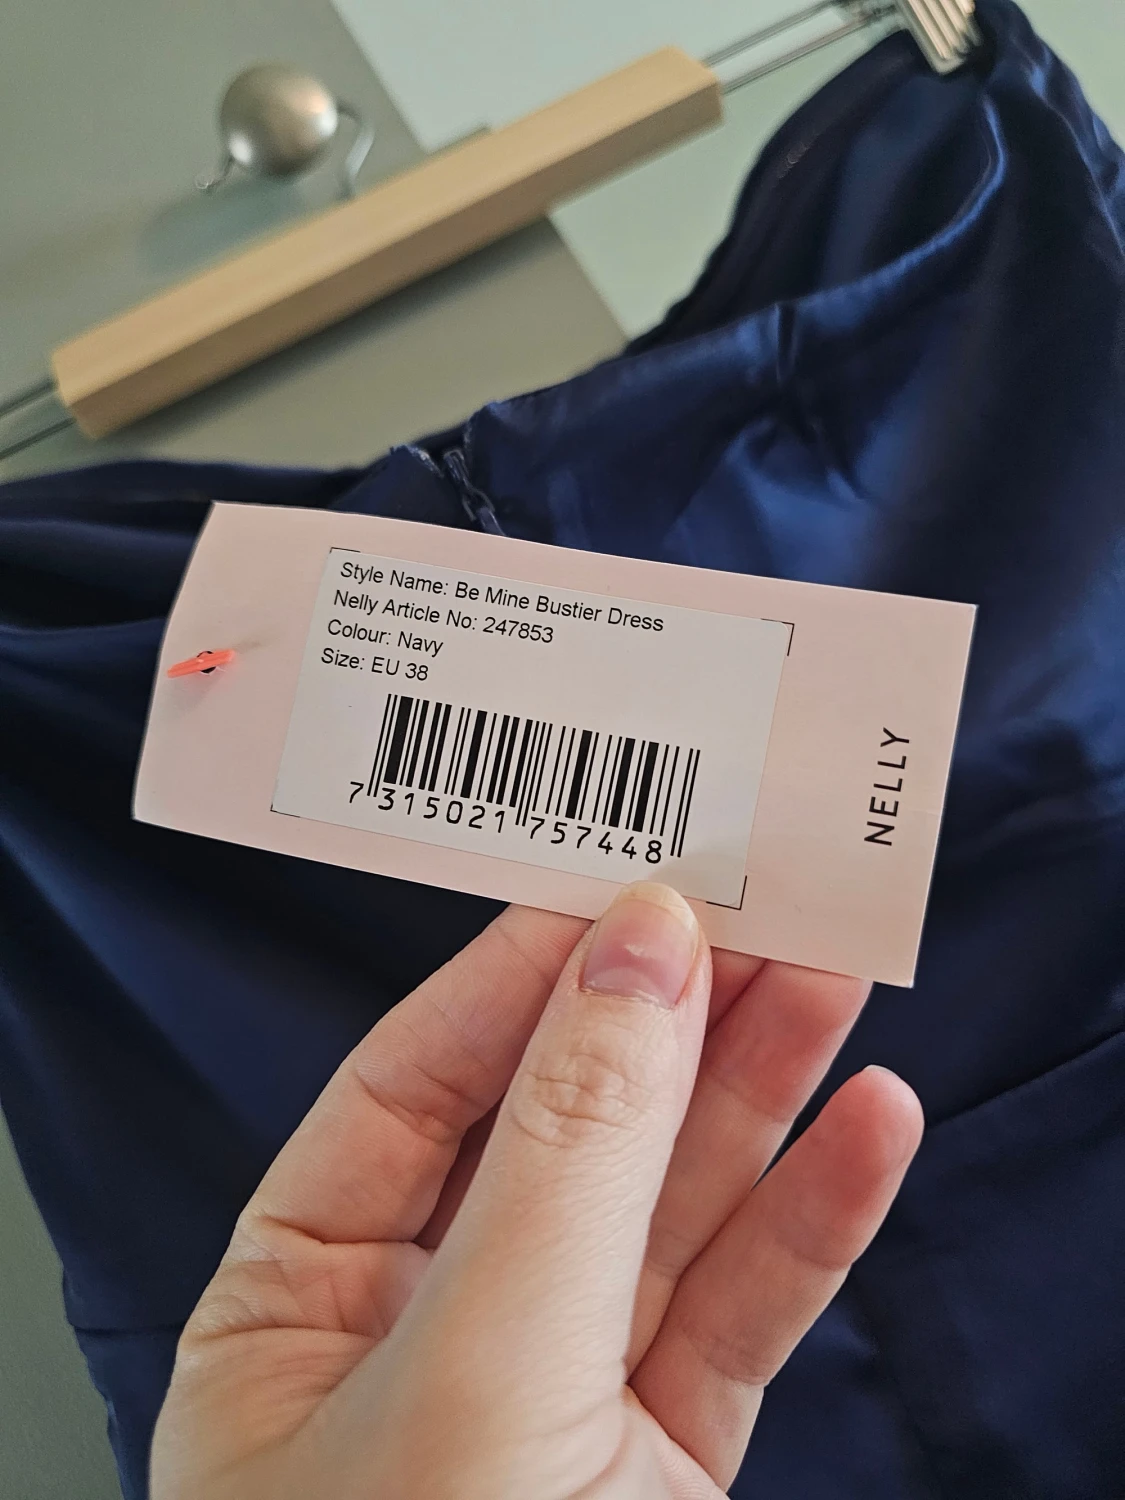 Style Name: Be Mine Bustier Dress
Nelly Article No: 247853
Colour: Navy
Size: EU 38
7 315021 757448
NELLY